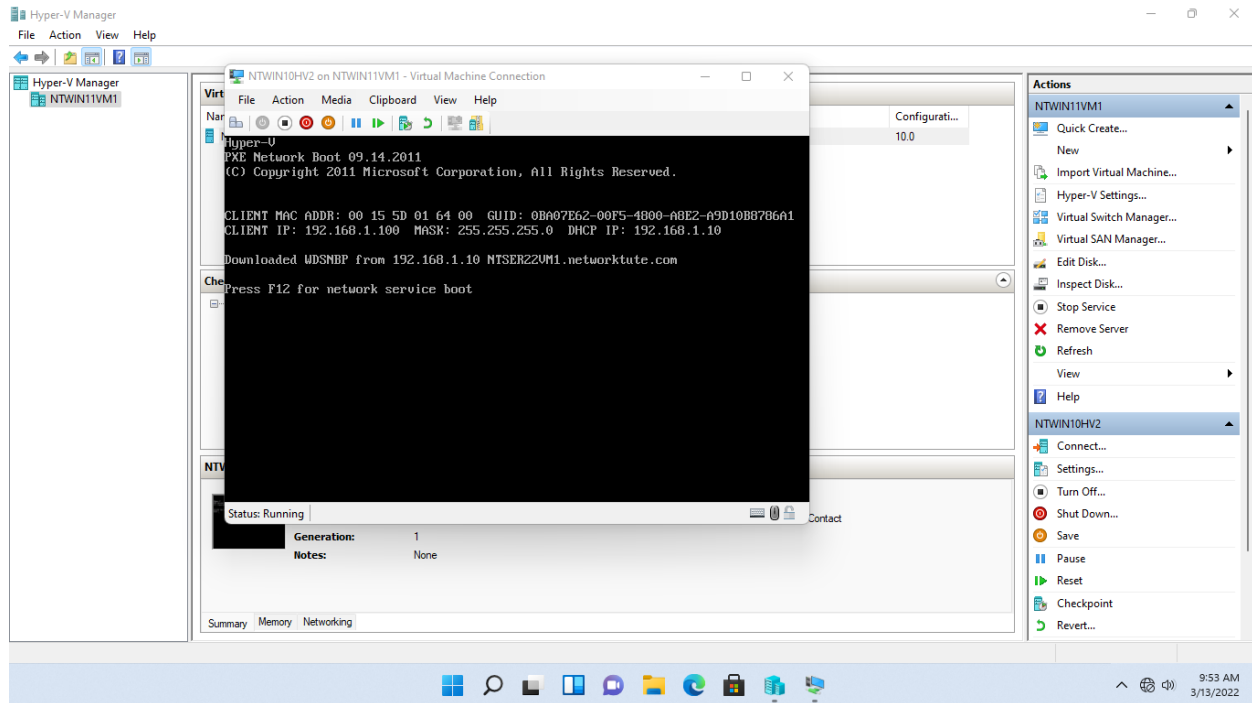 Hyper-V Manager
File Action View Help
Hyper-V Manager
NTWIN11VM1
Virt
Configurati...
10.0
NTWIN10HV2 on NTWIN11VM1 - Virtual Machine Connection
File Action Media Clipboard View Help
Hyper-V
PXE Network Boot 09.14.2011
(C) Copyright 2011 Microsoft Corporation, All Rights Reserved.
CLIENT MAC ADDR: 00 15 5D 01 64 00 GUID: 0BA07E62-00F5-4800-A8E2-A9D10B8786A1
CLIENT IP: 192.168.1.100 MASK: 255.255.255.0 DHCP IP: 192.168.1.10
Downloaded WDSNBP from 192.168.1.10 NTSER22VM1.networktute.com
Press F12 for network service boot
Status: Running
Che
Contact
Generation: 1
Notes: None
Summary Memory Networking
Actions
NTWIN11VM1
Quick Create...
New
Import Virtual Machine...
Hyper-V Settings...
Virtual Switch Manager...
Virtual SAN Manager...
Edit Disk...
Inspect Disk...
Stop Service
Remove Server
Refresh
View
Help
NTWIN10HV2
Connect...
Settings...
Turn Off...
Shut Down...
Save
Pause
Reset
Checkpoint
Revert...
9:53 AM
3/13/2022